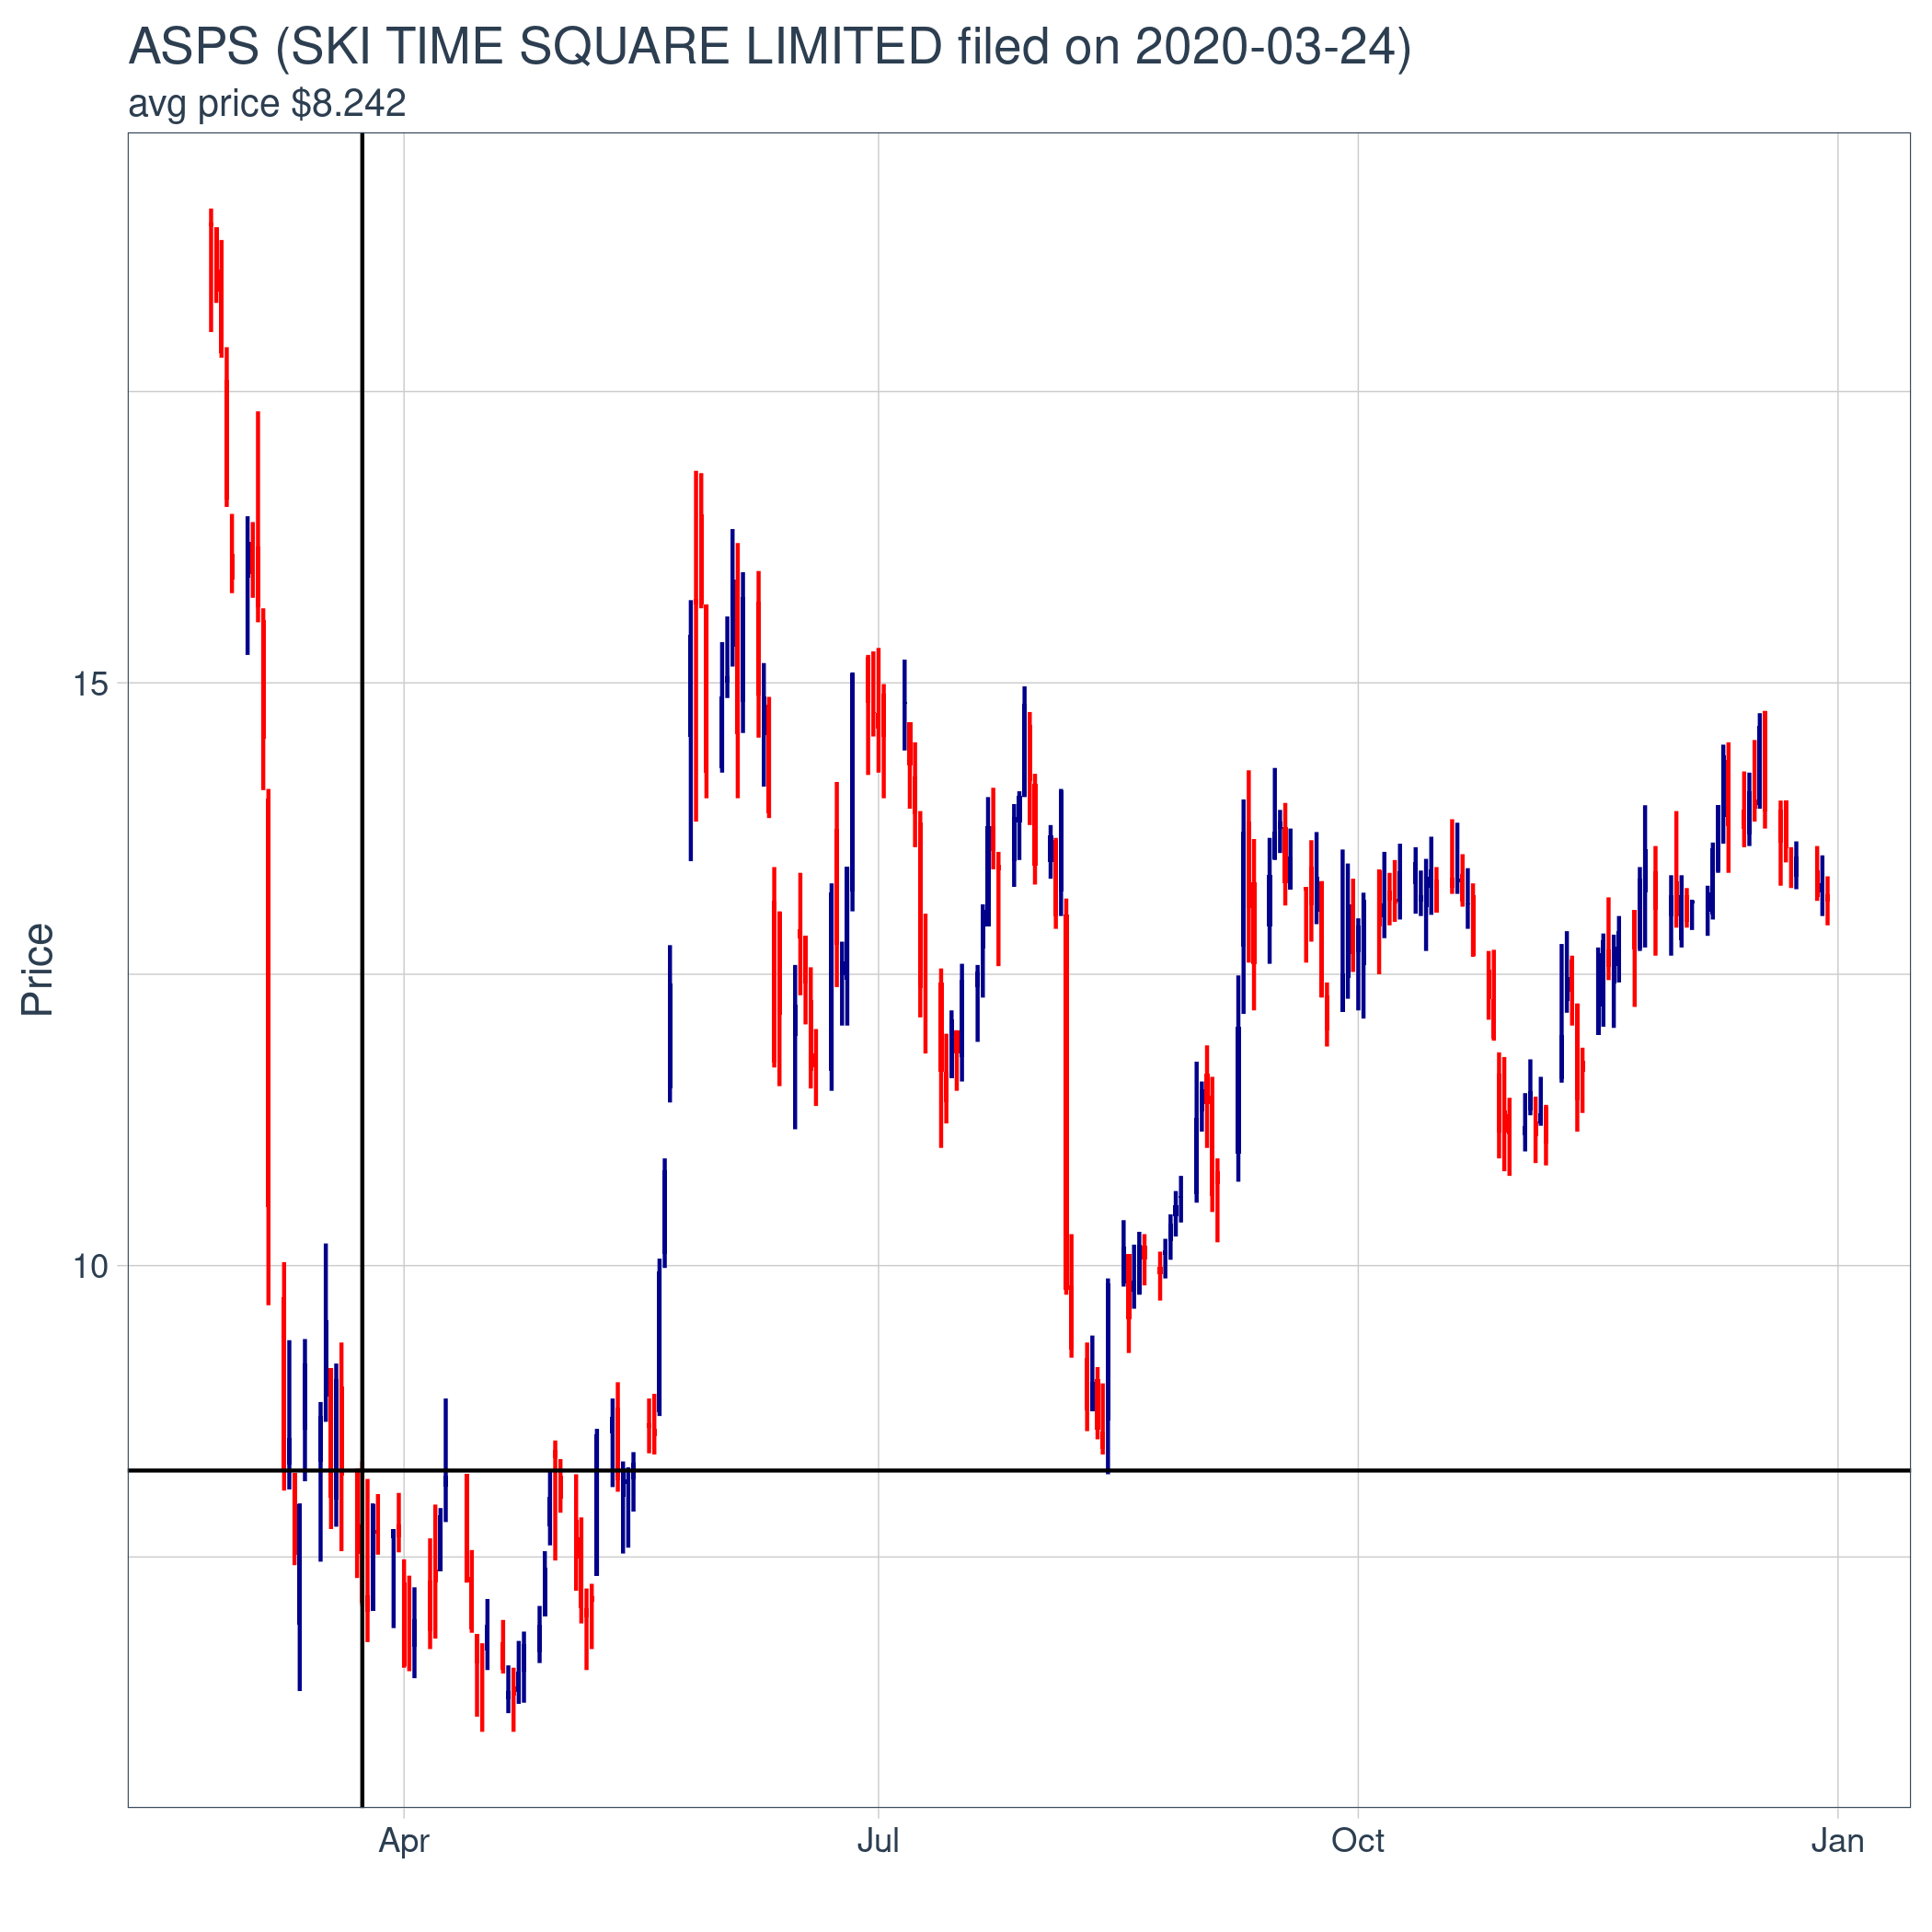 ASPS (SKI TIME SQUARE LIMITED filed on 2020-03-24)
avg price $8.242
15
10
Price
Apr Jul Oct Jan